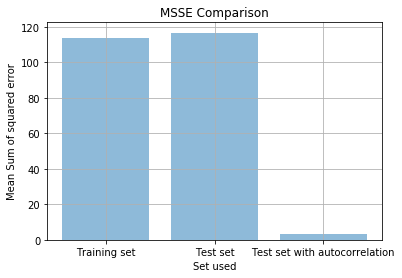 MSSE Comparison
120
100
80
60
40
20
0
Mean Sum of squared error
Training set
Test set
Test set with autocorrelation
Set used